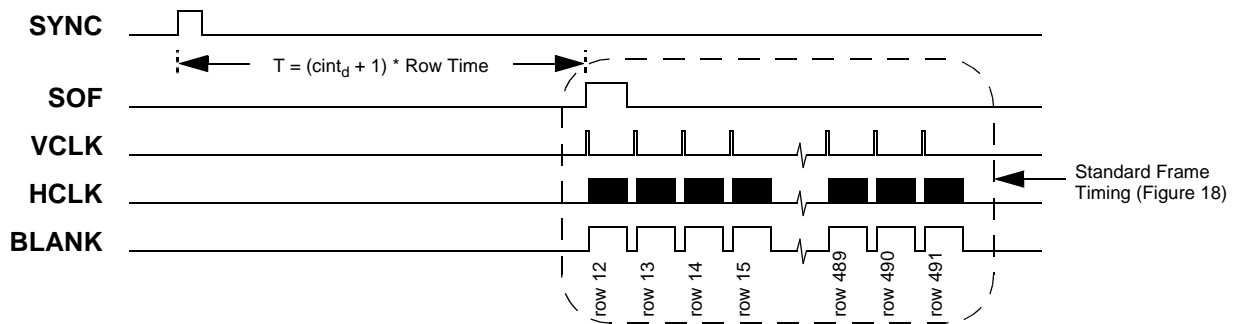 SYNC
T = (cint_d + 1) * Row Time
SOF
VCLK
HCLK
Standard Frame
Timing (Figure 18)
BLANK
row 12
row 13
row 14
row 15
row 489
row 490
row 491